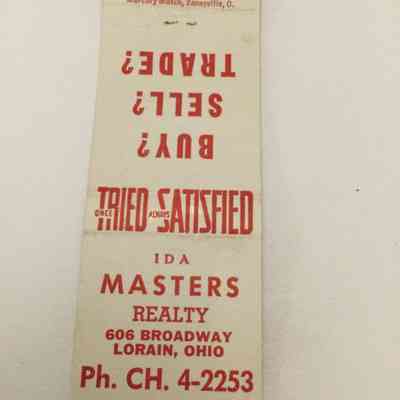 Mercury Match, Zanesville, O.
TRADE?
SELL?
BUY?
ONCE TRIED ALWAYS SATISFIED
IDA
MASTERS
REALTY
606 BROADWAY
LORAIN, OHIO
Ph. CH. 4-2253